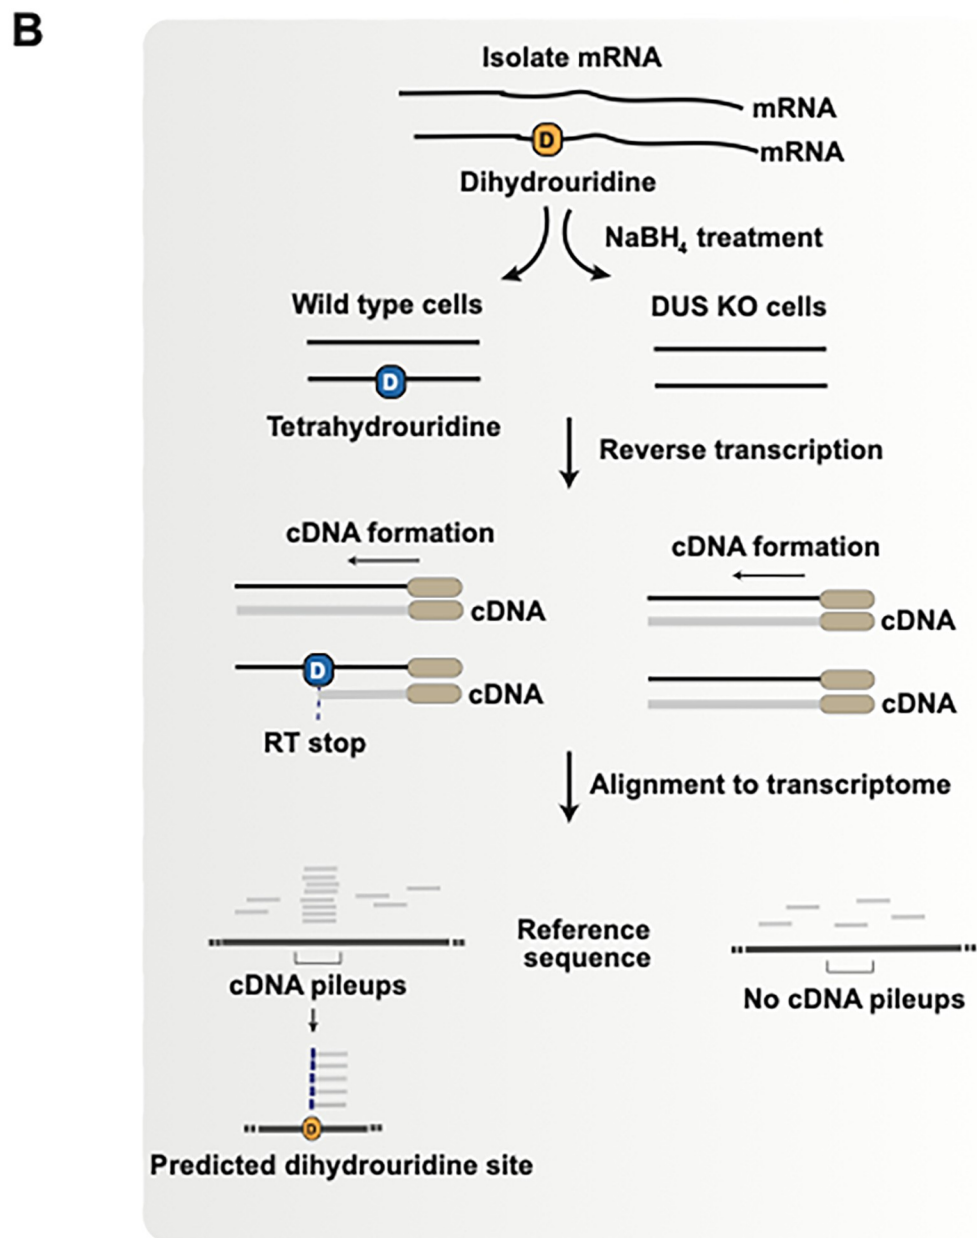 B
Isolate mRNA
mRNA
D
mRNA
Dihydrouridine
NaBH₄ treatment
Wild type cells
DUS KO cells
D
Tetrahydrouridine
Reverse transcription
cDNA formation
cDNA formation
cDNA
cDNA
D
cDNA
cDNA
RT stop
Alignment to transcriptome
Reference
sequence
cDNA pileups
No cDNA pileups
D
Predicted dihydrouridine site